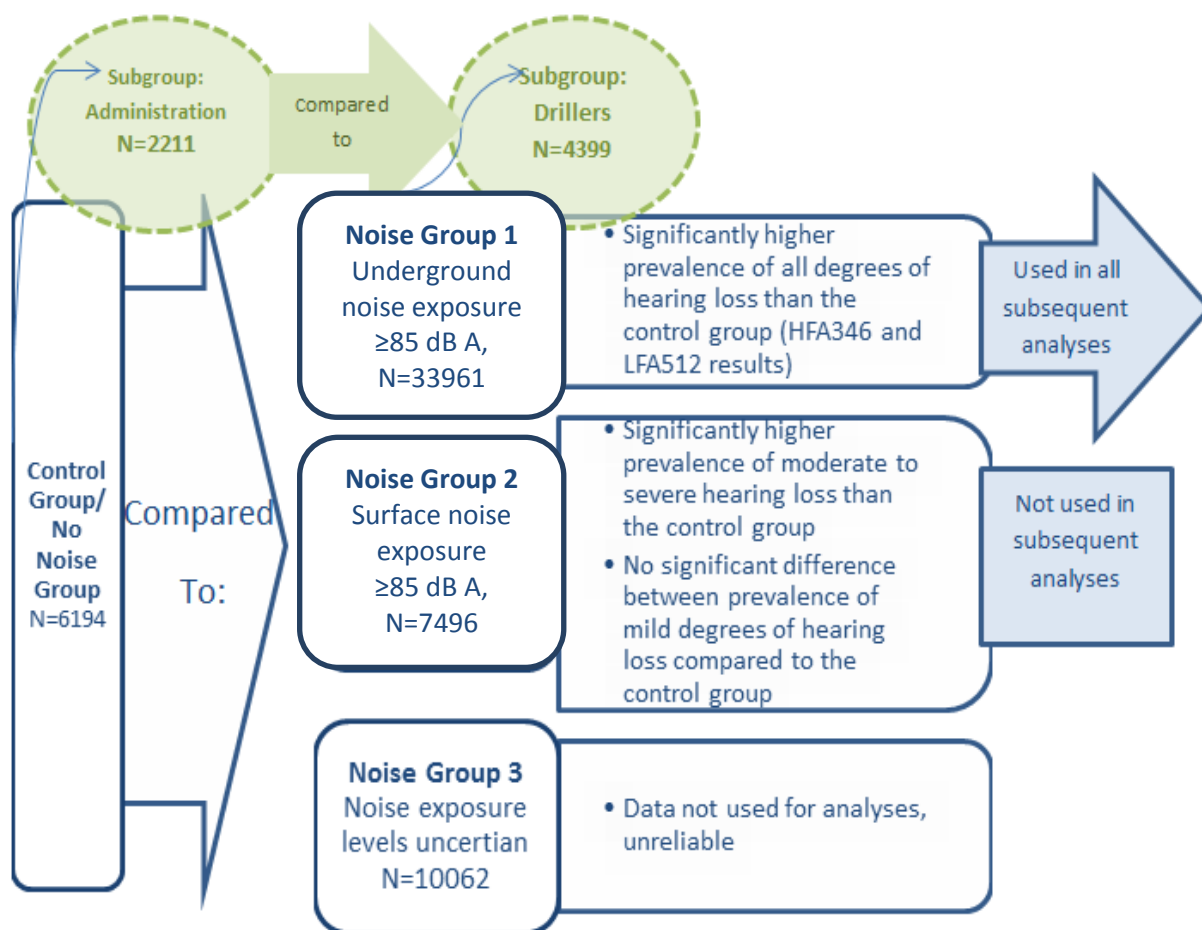 Subgroup:
Administration
N=2211
Compared
to
Subgroup:
Drillers
N=4399
Control
Group/
No
Noise
Group
N=6194
Compared
To:
Noise Group 1
Underground
noise exposure
≥85 dB A,
N=33961
• Significantly higher
prevalence of all degrees of
hearing loss than the
control group (HFA346 and
LFA512 results)
Used in all
subsequent
analyses
Noise Group 2
Surface noise
exposure
≥85 dB A,
N=7496
• Significantly higher
prevalence of moderate to
severe hearing loss than
the control group
• No significant difference
between prevalence of
mild degrees of hearing
loss compared to the
control group
Not used in
subsequent
analyses
Noise Group 3
Noise exposure
levels uncertian
N=10062
• Data not used for analyses,
unreliable